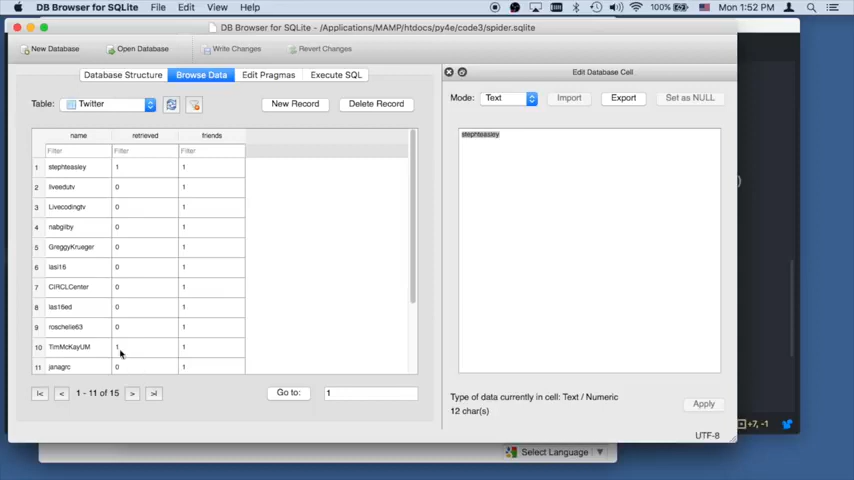 DB Browser for SQLite File Edit View Help 100% Mon 1:52 PM
DB Browser for SQLite - /Applications/MAMP/htdocs/py4e/code3/spider.sqlite
New Database Open Database Write Changes Revert Changes
Database Structure Browse Data Edit Pragmas Execute SQL
Table: Twitter New Record Delete Record
name retrieved friends
Filter Filter Filter
1 stephteasley 1 1
2 liveedutv 0 1
3 Livecodingtv 0 1
4 nabgilby 0 1
5 GreggyKrueger 0 1
6 lasi16 0 1
7 CIRCLCenter 0 1
8 las16ed 0 1
9 roschelle63 0 1
10 TimMcKayUM 1 1
11 janagrc 0 1
|< < 1 - 11 of 15 > >| Go to: 1
Edit Database Cell
Mode: Text Import Export Set as NULL
stephteasley
Type of data currently in cell: Text / Numeric
12 char(s)
Apply
UTF-8
)
+7, -1
Select Language